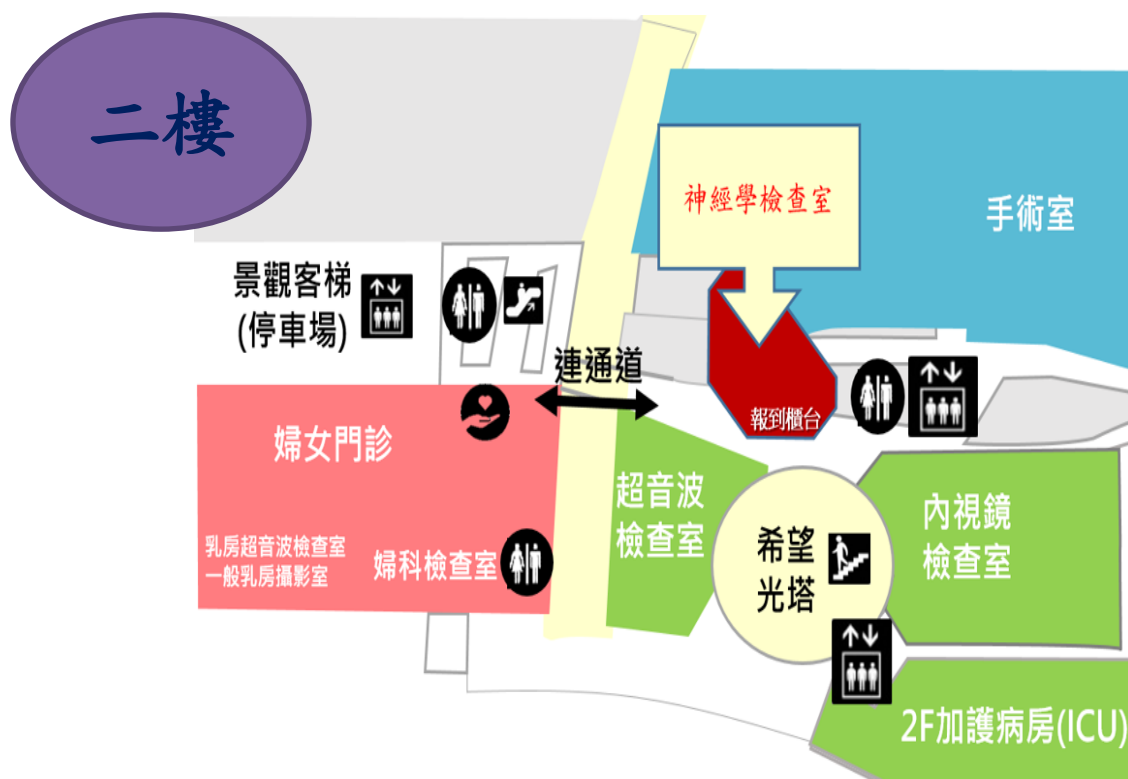 二樓
神經學檢查室
手術室
景觀客梯
(停車場)
連通道
報到櫃台
婦女門診
超音波
檢查室
內視鏡
檢查室
希望
光塔
乳房超音波檢查室
一般乳房攝影室
婦科檢查室
2F加護病房(ICU)